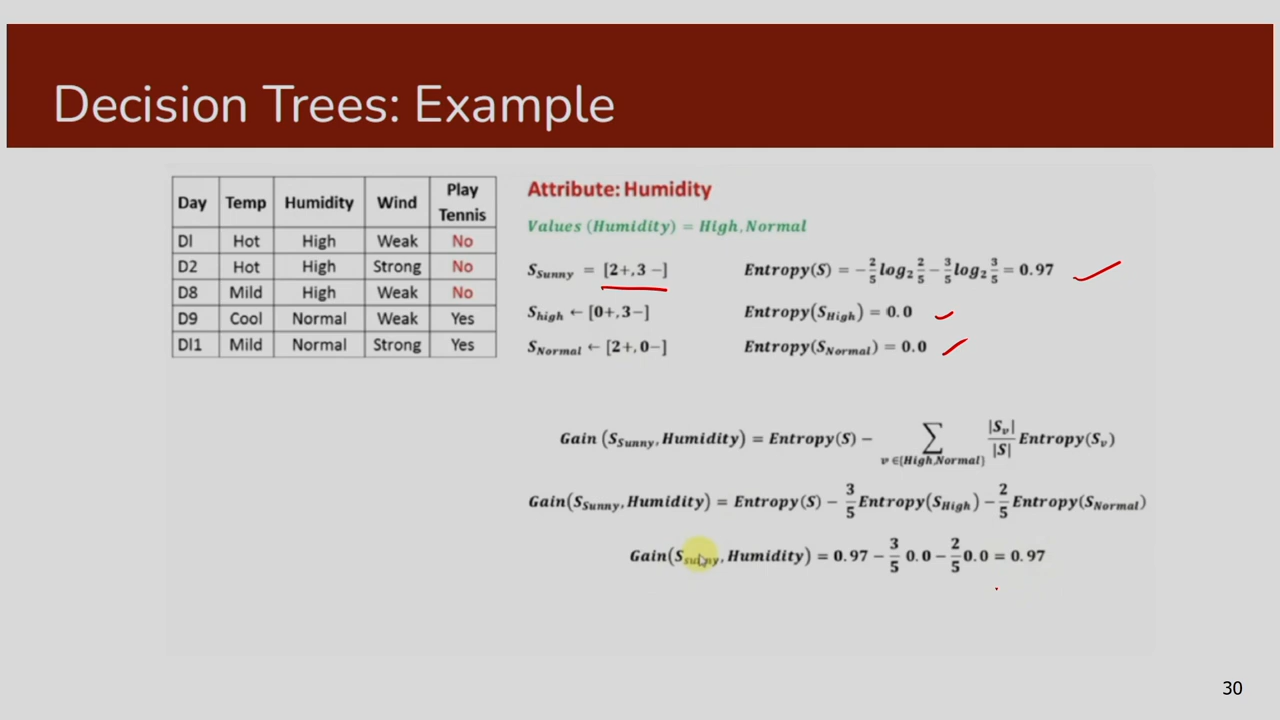 Decision Trees: Example
Day Temp Humidity Wind Play Tennis
D1 Hot High Weak No
D2 Hot High Strong No
D8 Mild High Weak No
D9 Cool Normal Weak Yes
D11 Mild Normal Strong Yes
Attribute: Humidity
Values (Humidity) = High, Normal
S_Sunny = [2+, 3 −] Entropy(S) = −2/5 log₂ 2/5 − 3/5 log₂ 3/5 = 0.97
S_high ← [0+, 3−] Entropy(S_High) = 0.0
S_Normal ← [2+, 0−] Entropy(S_Normal) = 0.0
Gain (S_Sunny, Humidity) = Entropy(S) − ∑ v ∈{High,Normal} |S_v|/|S| Entropy(S_v)
Gain(S_Sunny, Humidity) = Entropy(S) − 3/5 Entropy(S_High) − 2/5 Entropy(S_Normal)
Gain(S_sunny, Humidity) = 0.97 − 3/5 0.0 − 2/5 0.0 = 0.97
30